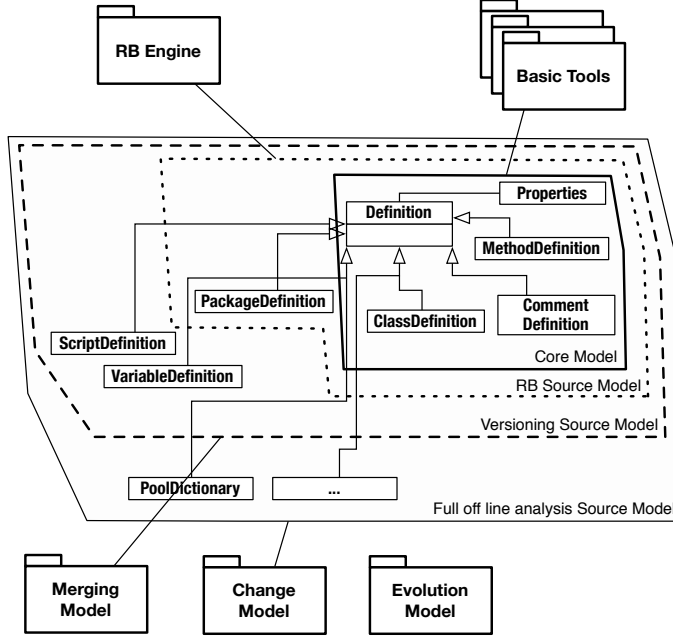 RB Engine
Basic Tools
Properties
Definition
MethodDefinition
PackageDefinition
Comment
Definition
ClassDefinition
ScriptDefinition
Core Model
VariableDefinition
RB Source Model
Versioning Source Model
PoolDictionary
...
Full off line analysis Source Model
Merging
Model
Change
Model
Evolution
Model